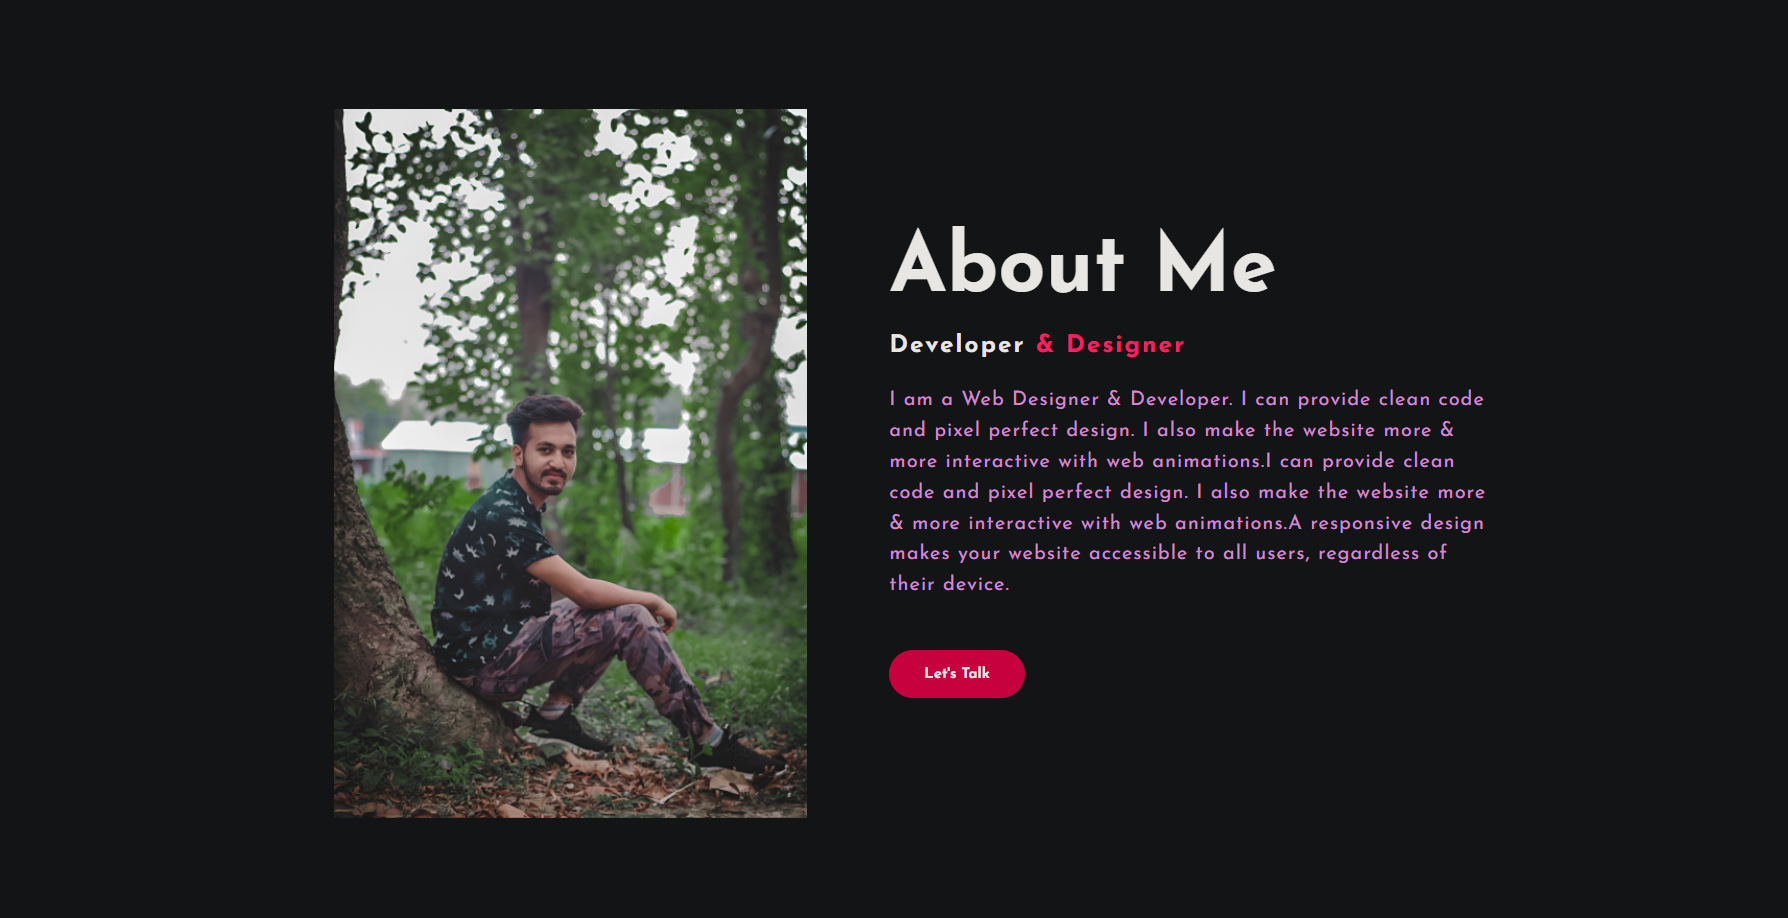 About Me
Developer & Designer
I am a Web Designer & Developer. I can provide clean code
and pixel perfect design. I also make the website more &
more interactive with web animations.I can provide clean
code and pixel perfect design. I also make the website more
& more interactive with web animations.A responsive design
makes your website accessible to all users, regardless of
their device.
Let's Talk